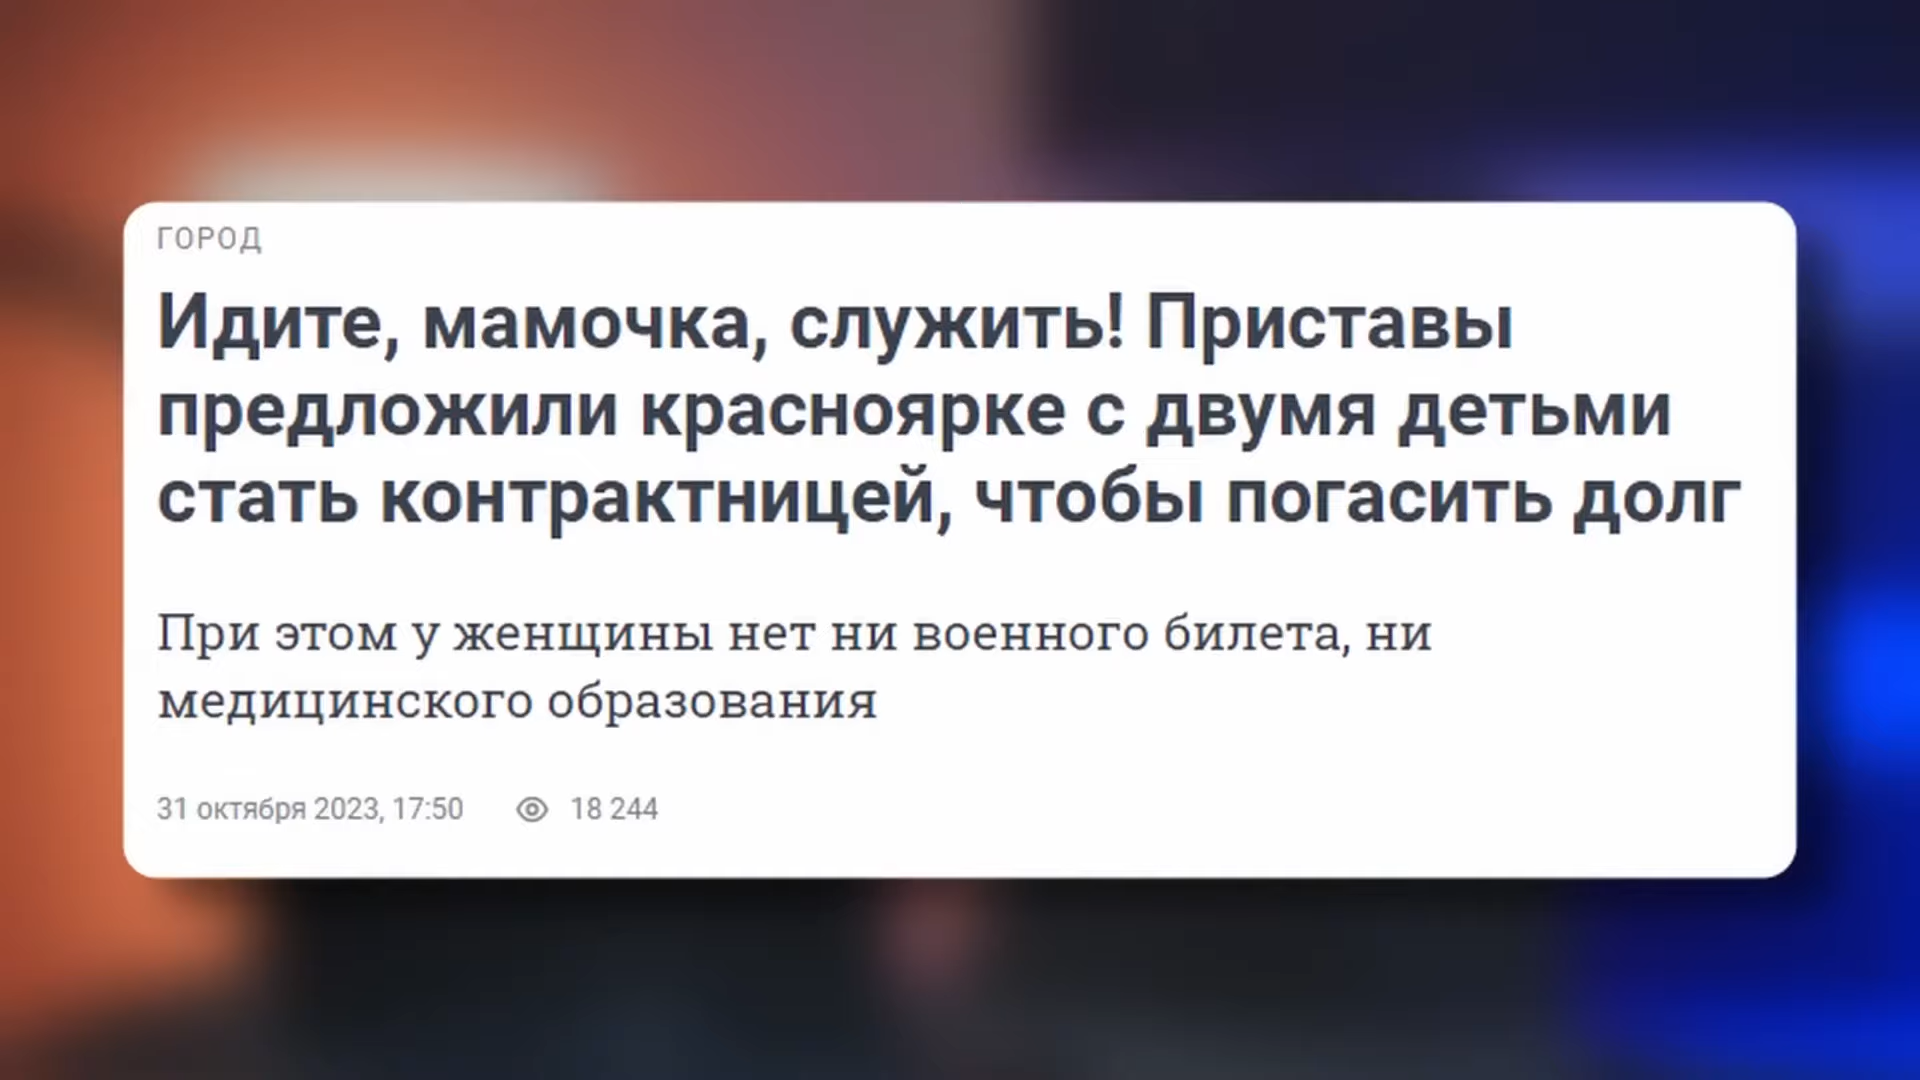 ГОРОД
Идите, мамочка, служить! Приставы
предложили красноярке с двумя детьми
стать контрактницей, чтобы погасить долг
При этом у женщины нет ни военного билета, ни
медицинского образования
31 октября 2023, 17:50 18 244